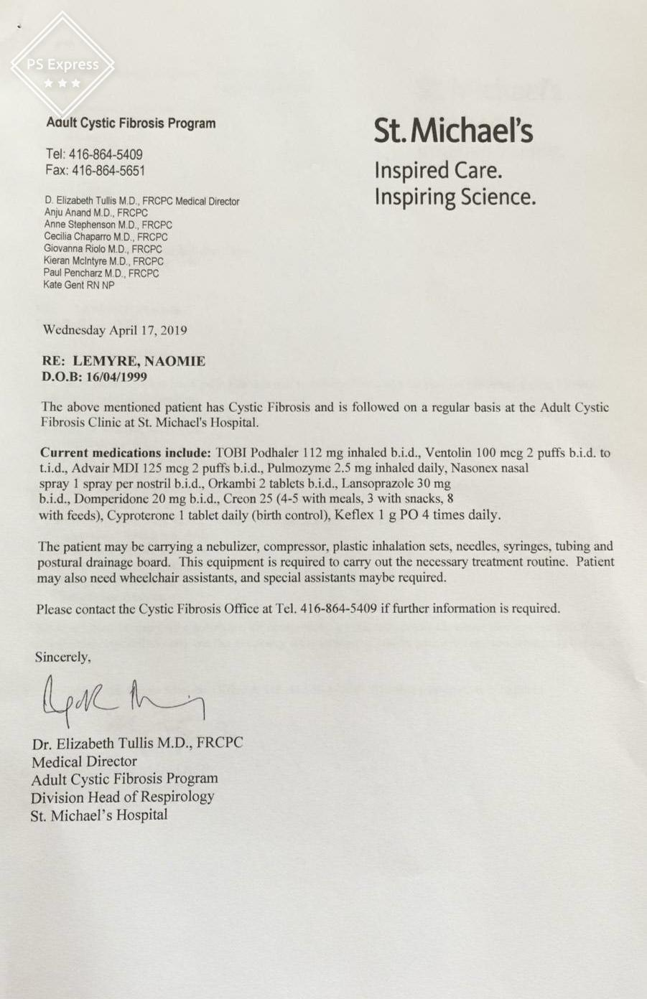 PS Express
Adult Cystic Fibrosis Program
Tel: 416-864-5409
Fax: 416-864-5651
D. Elizabeth Tullis M.D., FRCPC Medical Director
Anju Anand M.D., FRCPC
Anne Stephenson M.D., FRCPC
Cecilia Chaparro M.D., FRCPC
Giovanna Riolo M.D., FRCPC
Kieran McIntyre M.D., FRCPC
Paul Pencharz M.D., FRCPC
Kate Gent RN NP
St. Michael's
Inspired Care.
Inspiring Science.
Wednesday April 17, 2019
RE: LEMYRE, NAOMIE
D.O.B: 16/04/1999
The above mentioned patient has Cystic Fibrosis and is followed on a regular basis at the Adult Cystic
Fibrosis Clinic at St. Michael's Hospital.
Current medications include: TOBI Podhaler 112 mg inhaled b.i.d., Ventolin 100 mcg 2 puffs b.i.d. to
t.i.d., Advair MDI 125 mcg 2 puffs b.i.d., Pulmozyme 2.5 mg inhaled daily, Nasonex nasal
spray 1 spray per nostril b.i.d., Orkambi 2 tablets b.i.d., Lansoprazole 30 mg
b.i.d., Domperidone 20 mg b.i.d., Creon 25 (4-5 with meals, 3 with snacks, 8
with feeds), Cyproterone 1 tablet daily (birth control), Keflex 1 g PO 4 times daily.
The patient may be carrying a nebulizer, compressor, plastic inhalation sets, needles, syringes, tubing and
postural drainage board. This equipment is required to carry out the necessary treatment routine. Patient
may also need wheelchair assistants, and special assistants maybe required.
Please contact the Cystic Fibrosis Office at Tel. 416-864-5409 if further information is required.
Sincerely,
Dr. Elizabeth Tullis M.D., FRCPC
Medical Director
Adult Cystic Fibrosis Program
Division Head of Respirology
St. Michael's Hospital